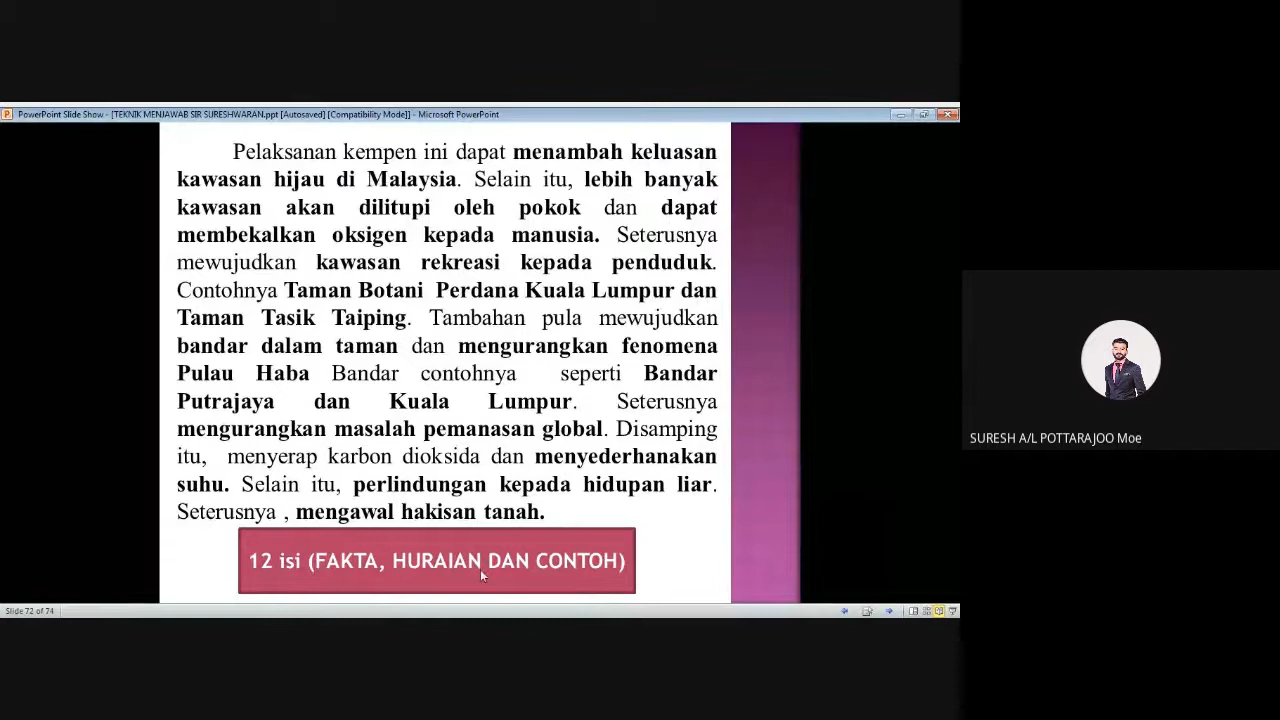 PowerPoint Slide Show - [TEKNIK MENJAWAB SIR SURESHWARAN.ppt [Autosaved] [Compatibility Mode]] - Microsoft PowerPoint
Pelaksanan kempen ini dapat menambah keluasan
kawasan hijau di Malaysia. Selain itu, lebih banyak
kawasan akan dilitupi oleh pokok dan dapat
membekalkan oksigen kepada manusia. Seterusnya
mewujudkan kawasan rekreasi kepada penduduk.
Contohnya Taman Botani Perdana Kuala Lumpur dan
Taman Tasik Taiping. Tambahan pula mewujudkan
bandar dalam taman dan mengurangkan fenomena
Pulau Haba Bandar contohnya seperti Bandar
Putrajaya dan Kuala Lumpur. Seterusnya
mengurangkan masalah pemanasan global. Disamping
itu, menyerap karbon dioksida dan menyederhanakan
suhu. Selain itu, perlindungan kepada hidupan liar.
Seterusnya , mengawal hakisan tanah.
12 isi (FAKTA, HURAIAN DAN CONTOH)
Slide 72 of 74
SURESH A/L POTTARAJOO Moe